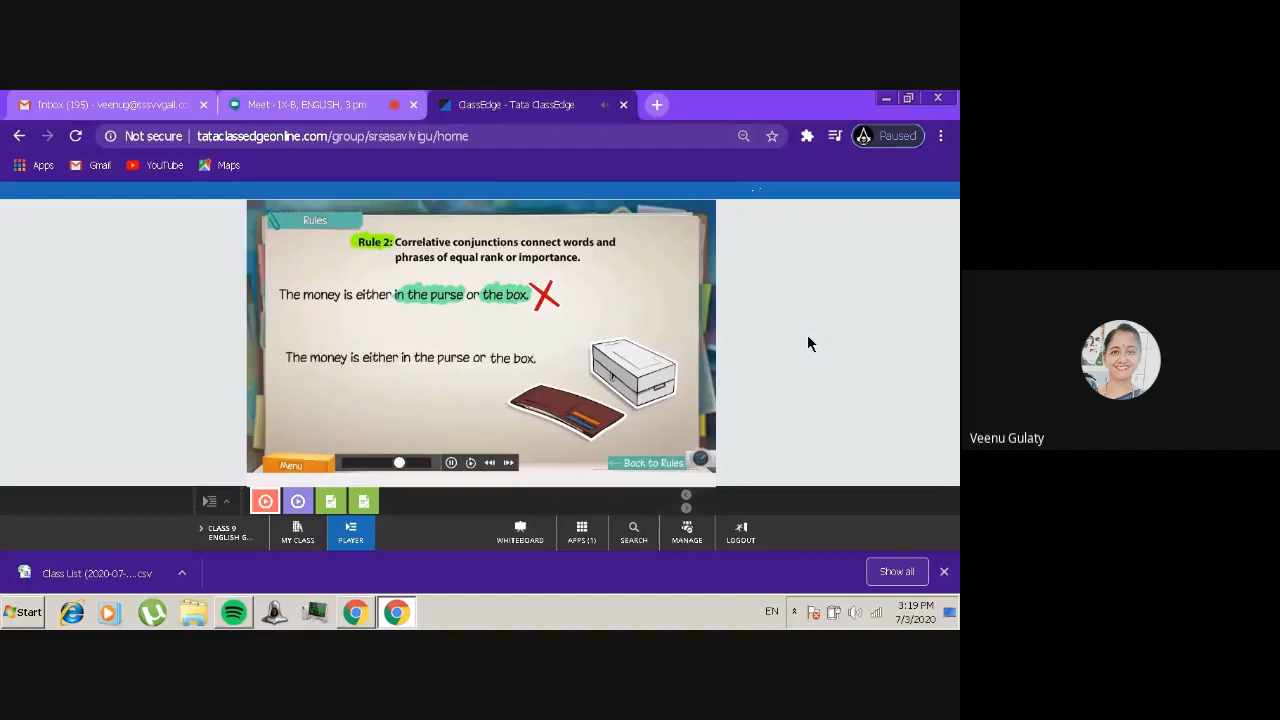 Inbox (195) - veenug@sssvvgail.cc
Meet - IX-B, ENGLISH, 3 pm
ClassEdge - Tata ClassEdge
Not secure
tataclassedgeonline.com/group/srsasavivigu/home
Paused
Apps
Gmail
YouTube
Maps
Rules
Rule 2: Correlative conjunctions connect words and
phrases of equal rank or importance.
The money is either in the purse or the box.
The money is either in the purse or the box.
Menu
Back to Rules
Veenu Gulaty
CLASS 9
ENGLISH G...
MY CLASS
PLAYER
WHITEBOARD
APPS (1)
SEARCH
MANAGE
LOGOUT
Class List (2020-07-....csv
Show all
Start
EN
3:19 PM
7/3/2020